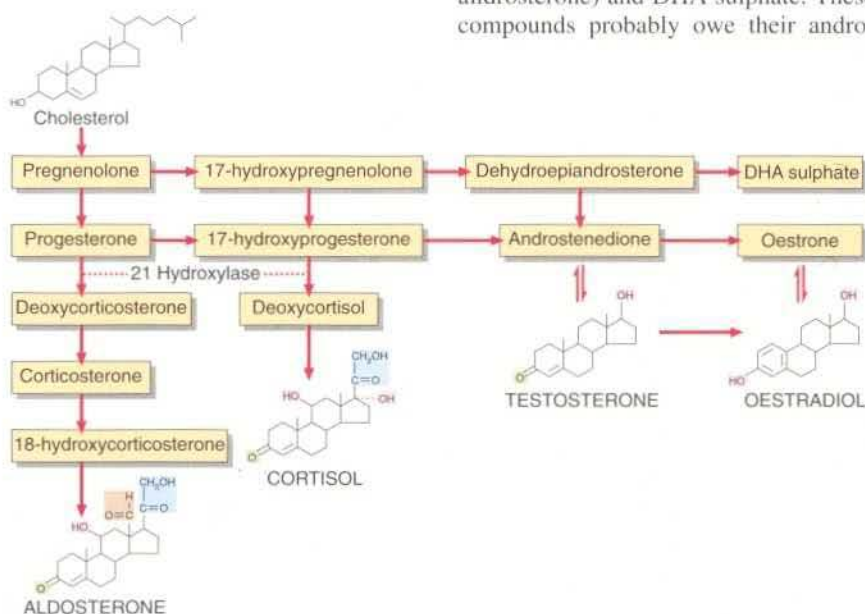 androsterone) and DHA sulphate. These
compounds probably owe their andro
HO
Cholesterol
Pregnenolone
17-hydroxypregnenolone
Dehydroepiandrosterone
DHA sulphate
Progesterone
17-hydroxyprogesterone
Androstenedione
Oestrone
21 Hydroxylase
Deoxycorticosterone
Deoxycortisol
OH
OH
Corticosterone
CH₂OH
C=O
HO
OH
O
CORTISOL
O
TESTOSTERONE
HO
OESTRADIOL
18-hydroxycorticosterone
CH₂OH
H
O=C
C=O
HO
O
ALDOSTERONE